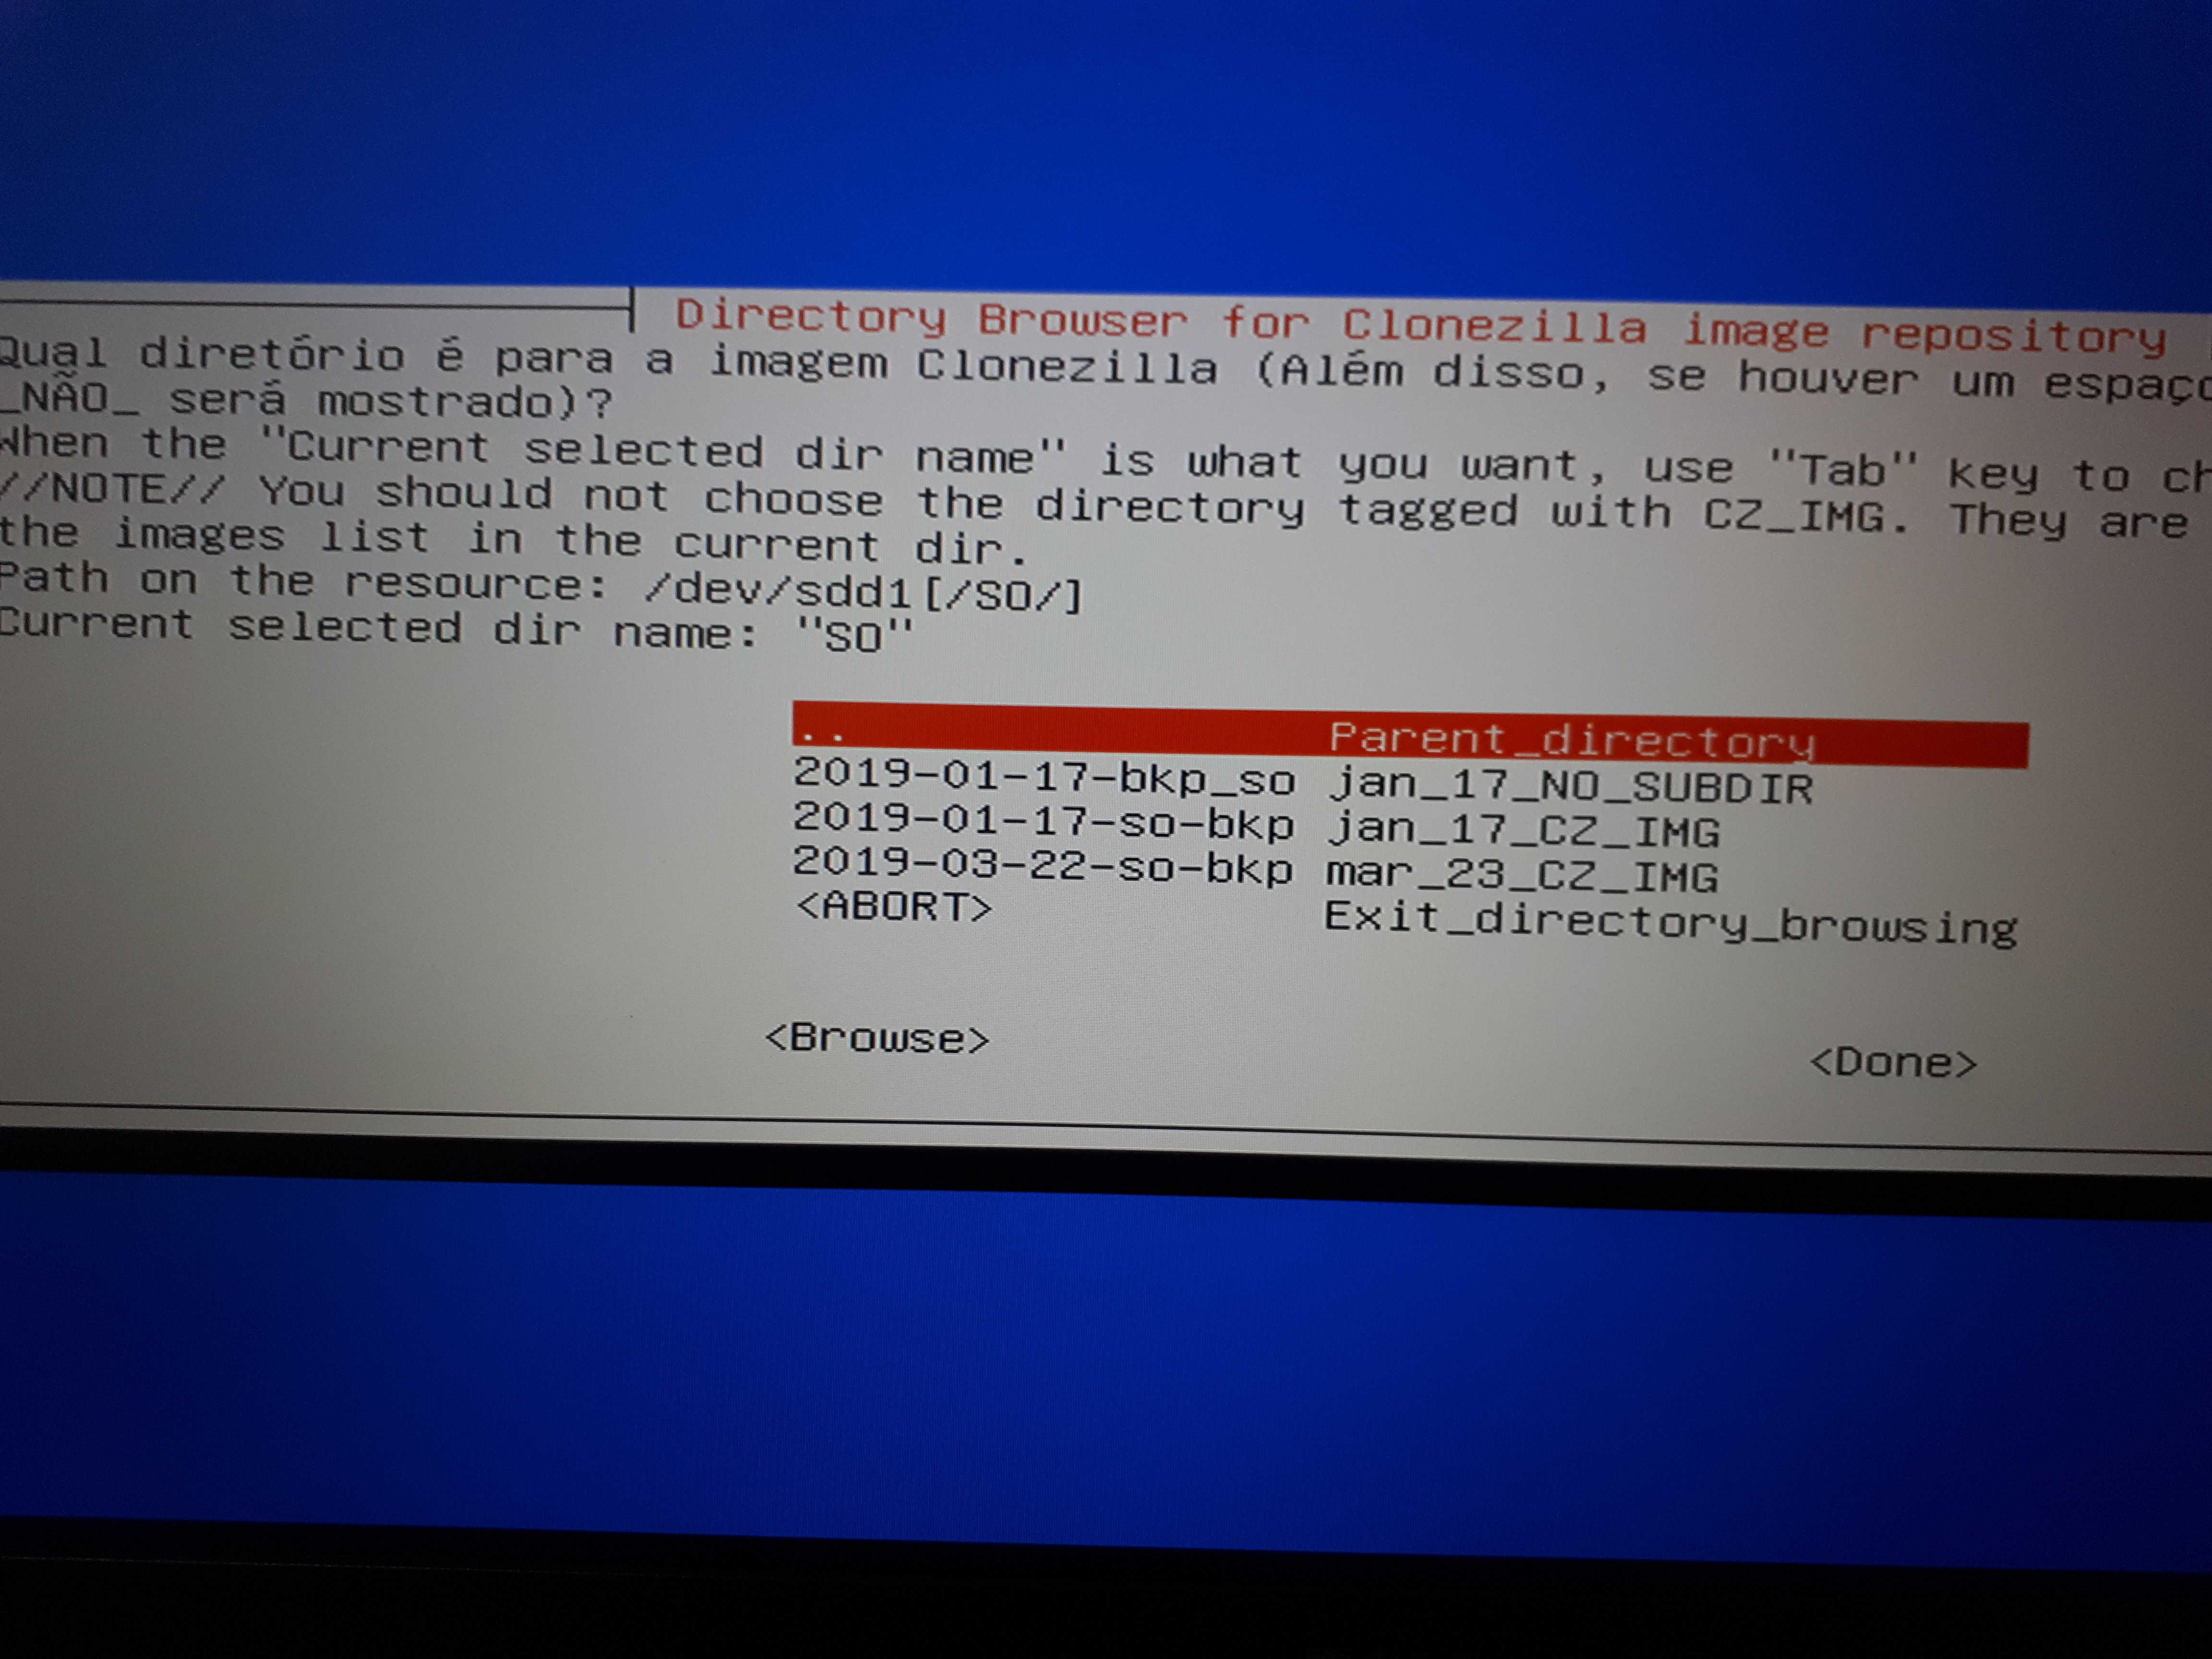 Directory Browser for Clonezilla image repository
Qual diretório é para a imagem Clonezilla (Além disso, se houver um espaço
_NÃO_ será mostrado)?
When the "Current selected dir name" is what you want, use "Tab" key to ch
//NOTE// You should not choose the directory tagged with CZ_IMG. They are
the images list in the current dir.
Path on the resource: /dev/sdd1[/SO/]
Current selected dir name: "SO"
.. Parent_directory
2019-01-17-bkp_so jan_17_NO_SUBDIR
2019-01-17-so-bkp jan_17_CZ_IMG
2019-03-22-so-bkp mar_23_CZ_IMG
<ABORT> Exit_directory_browsing
<Browse> <Done>